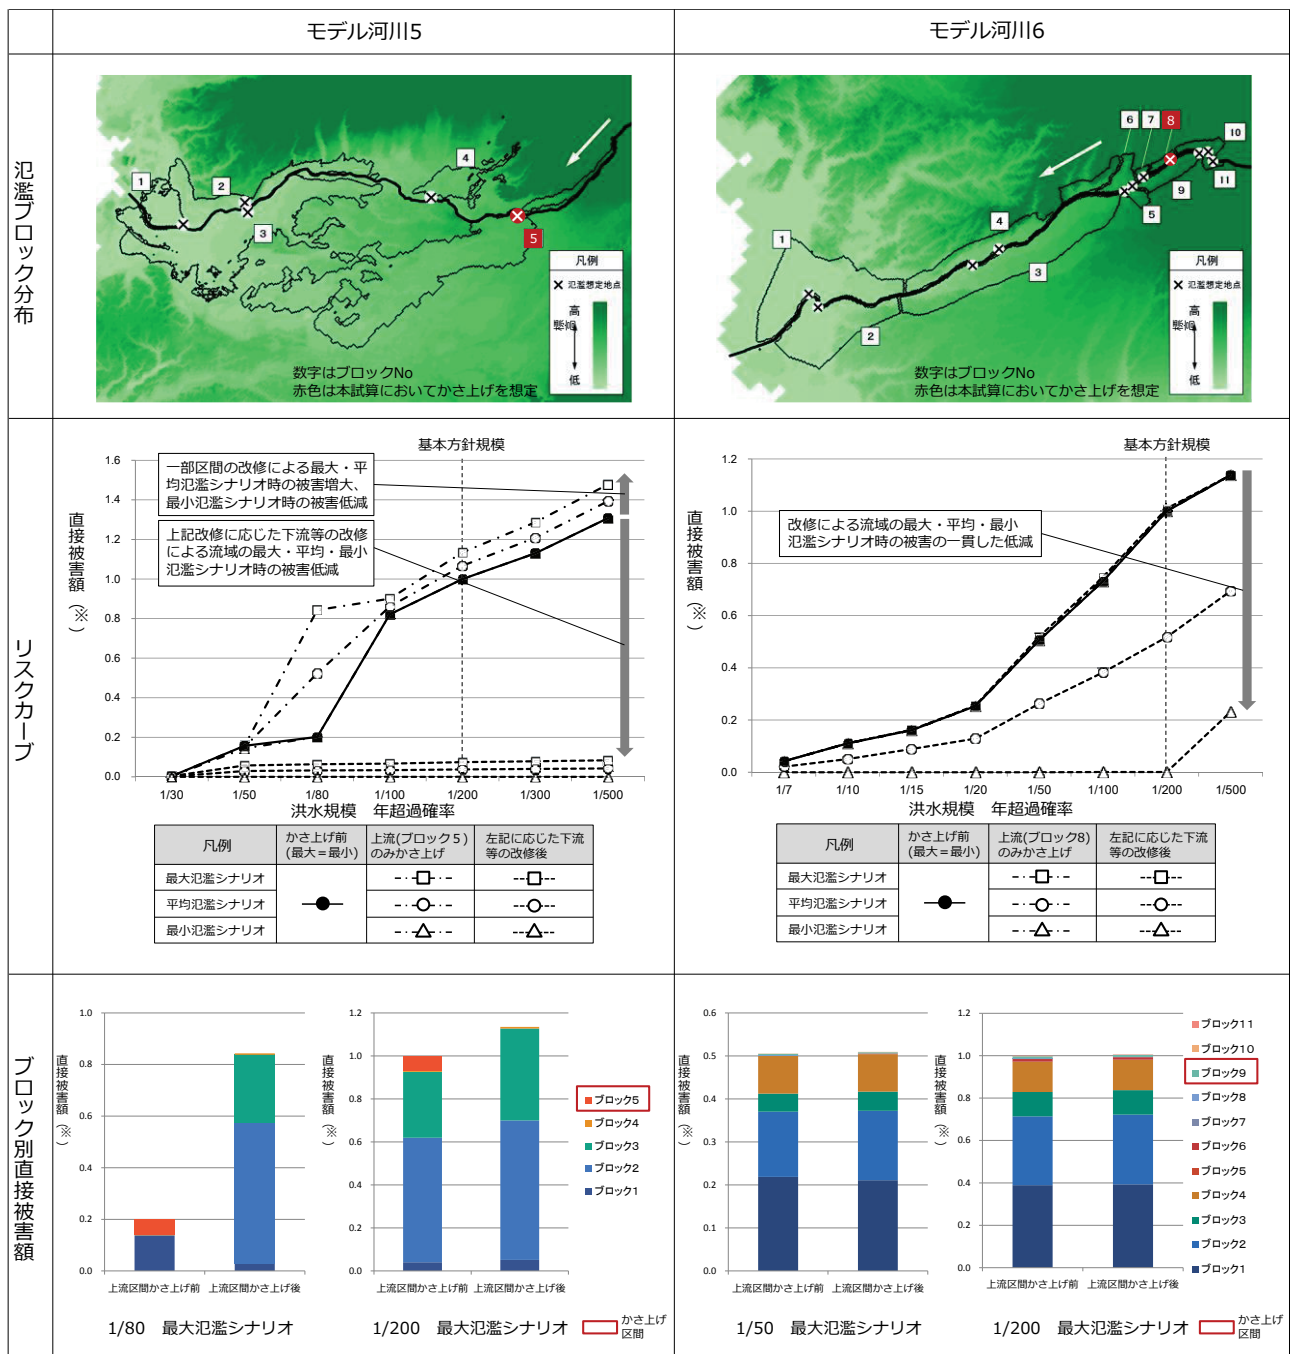 モデル河川5
モデル河川6
氾濫ブロック分布
1
2
3
4
5
凡例
氾濫想定地点
高
標高
低
数字はブロックNo
赤色は本試算においてかさ上げを想定
1
2
3
4
5
6
7
8
9
10
11
凡例
氾濫想定地点
高
標高
低
数字はブロックNo
赤色は本試算においてかさ上げを想定
リスクカーブ
基本方針規模
直接被害額(※)
1.6
1.4
1.2
1.0
0.8
0.6
0.4
0.2
0.0
一部区間の改修による最大・平
均氾濫シナリオ時の被害増大、
最小氾濫シナリオ時の被害低減
上記改修に応じた下流等の改修
による流域の最大・平均・最小
氾濫シナリオ時の被害低減
1/30 1/50 1/80 1/100 1/200 1/300 1/500
洪水規模 年超過確率
凡例
かさ上げ前
(最大=最小)
上流(ブロック5)
のみかさ上げ
左記に応じた下流
等の改修後
最大氾濫シナリオ
平均氾濫シナリオ
最小氾濫シナリオ
基本方針規模
直接被害額(※)
1.2
1.0
0.8
0.6
0.4
0.2
0.0
改修による流域の最大・平均・最小
氾濫シナリオ時の被害の一貫した低減
1/7 1/10 1/15 1/20 1/50 1/100 1/200 1/500
洪水規模 年超過確率
凡例
かさ上げ前
(最大=最小)
上流(ブロック8)
のみかさ上げ
左記に応じた下流
等の改修後
最大氾濫シナリオ
平均氾濫シナリオ
最小氾濫シナリオ
ブロック別直接被害額
直接被害額(※)
1.0
0.8
0.6
0.4
0.2
0.0
上流区間かさ上げ前 上流区間かさ上げ後
1/80 最大氾濫シナリオ
直接被害額(※)
1.2
1.0
0.8
0.6
0.4
0.2
0.0
上流区間かさ上げ前 上流区間かさ上げ後
1/200 最大氾濫シナリオ
ブロック5
ブロック4
ブロック3
ブロック2
ブロック1
かさ上げ
区間
直接被害額(※)
0.6
0.5
0.4
0.3
0.2
0.1
0.0
上流区間かさ上げ前 上流区間かさ上げ後
1/50 最大氾濫シナリオ
直接被害額(※)
1.2
1.0
0.8
0.6
0.4
0.2
0.0
上流区間かさ上げ前 上流区間かさ上げ後
1/200 最大氾濫シナリオ
ブロック11
ブロック10
ブロック9
ブロック8
ブロック7
ブロック6
ブロック5
ブロック4
ブロック3
ブロック2
ブロック1
かさ上げ
区間